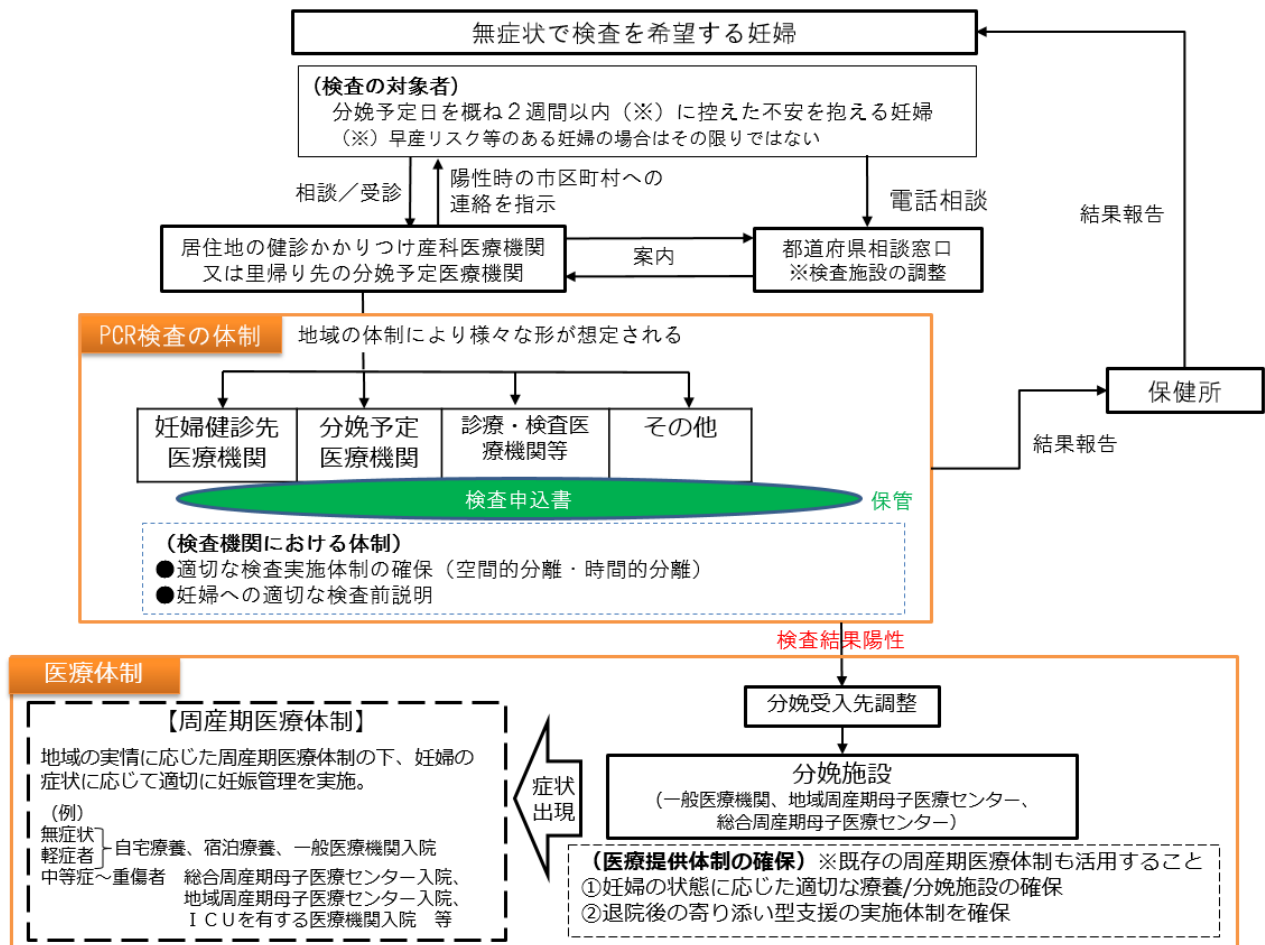 無症状で検査を希望する妊婦
（検査の対象者）
分娩予定日を概ね２週間以内（※）に控えた不安を抱える妊婦
（※）早産リスク等のある妊婦の場合はその限りではない
相談／受診
陽性時の市区町村への
連絡を指示
電話相談
結果報告
居住地の健診かかりつけ産科医療機関
又は里帰り先の分娩予定医療機関
案内
都道府県相談窓口
※検査施設の調整
PCR検査の体制
地域の体制により様々な形が想定される
保健所
妊婦健診先
医療機関
分娩予定
医療機関
診療・検査医
療機関等
その他
結果報告
検査申込書
保管
（検査機関における体制）
●適切な検査実施体制の確保（空間的分離・時間的分離）
●妊婦への適切な検査前説明
検査結果陽性
医療体制
分娩受入先調整
【周産期医療体制】
地域の実情に応じた周産期医療体制の下、妊婦の
症状に応じて適切に妊娠管理を実施。
（例）
無症状
軽症者
自宅療養、宿泊療養、一般医療機関入院
中等症～重傷者　総合周産期母子医療センター入院、
地域周産期母子医療センター入院、
ＩＣＵを有する医療機関入院　等
症状
出現
分娩施設
（一般医療機関、地域周産期母子医療センター、
総合周産期母子医療センター）
（医療提供体制の確保）※既存の周産期医療体制も活用すること
①妊婦の状態に応じた適切な療養/分娩施設の確保
②退院後の寄り添い型支援の実施体制を確保